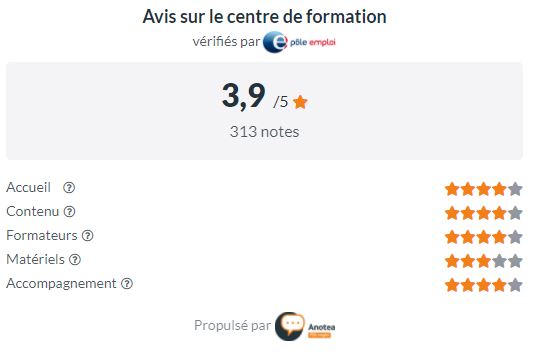 Avis sur le centre de formation
vérifiés par pôle emploi
3,9 /5
313 notes
Accueil
Contenu
Formateurs
Matériels
Accompagnement
Propulsé par Anotea